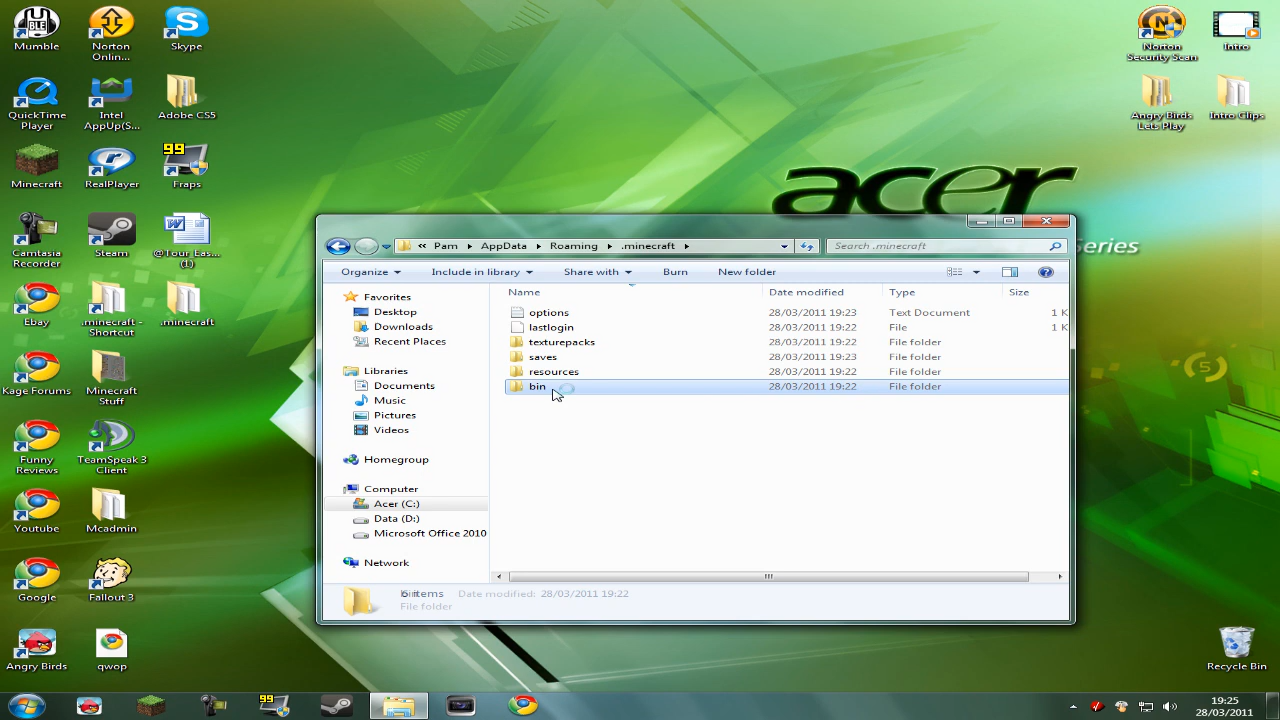 Mumble
Norton Online...
Skype
QuickTime Player
Intel AppUp(S...
Adobe CS5
Minecraft
RealPlayer
99
Fraps
Camtasia Recorder
Steam
@Tour_Eas... (1)
Ebay
.minecraft - Shortcut
.minecraft
Kage Forums
Minecraft Stuff
Funny Reviews
TeamSpeak 3 Client
Youtube
Mcadmin
Google
Fallout 3
Angry Birds
qwop
Norton Security Scan
Intro
Angry Birds Lets Play
Intro Clips
acer
Series
« Pam AppData Roaming .minecraft
Search .minecraft
Organize Include in library Share with Burn New folder
Favorites
Desktop
Downloads
Recent Places
Libraries
Documents
Music
Pictures
Videos
Homegroup
Computer
Acer (C:)
Data (D:)
Microsoft Office 2010
Network
Name Date modified Type Size
options 28/03/2011 19:23 Text Document 1 K
lastlogin 28/03/2011 19:22 File 1 K
texturepacks 28/03/2011 19:22 File folder
saves 28/03/2011 19:23 File folder
resources 28/03/2011 19:22 File folder
bin 28/03/2011 19:22 File folder
items Date modified: 28/03/2011 19:22
File folder
Recycle Bin
99
19:25
28/03/2011